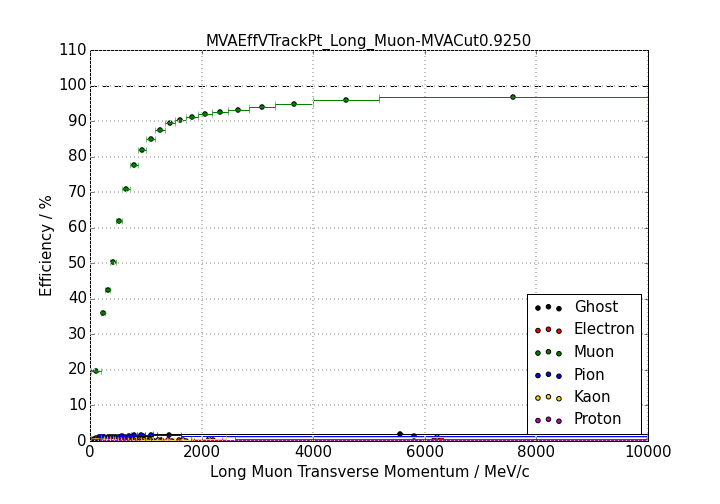 MVAEffVTrackPt_Long_Muon-MVACut0.9250
110
100
90
80
70
60
50
40
30
20
10
0
Efficiency / %
Ghost
Electron
Muon
Pion
Kaon
Proton
0 2000 4000 6000 8000 10000
Long Muon Transverse Momentum / MeV/c